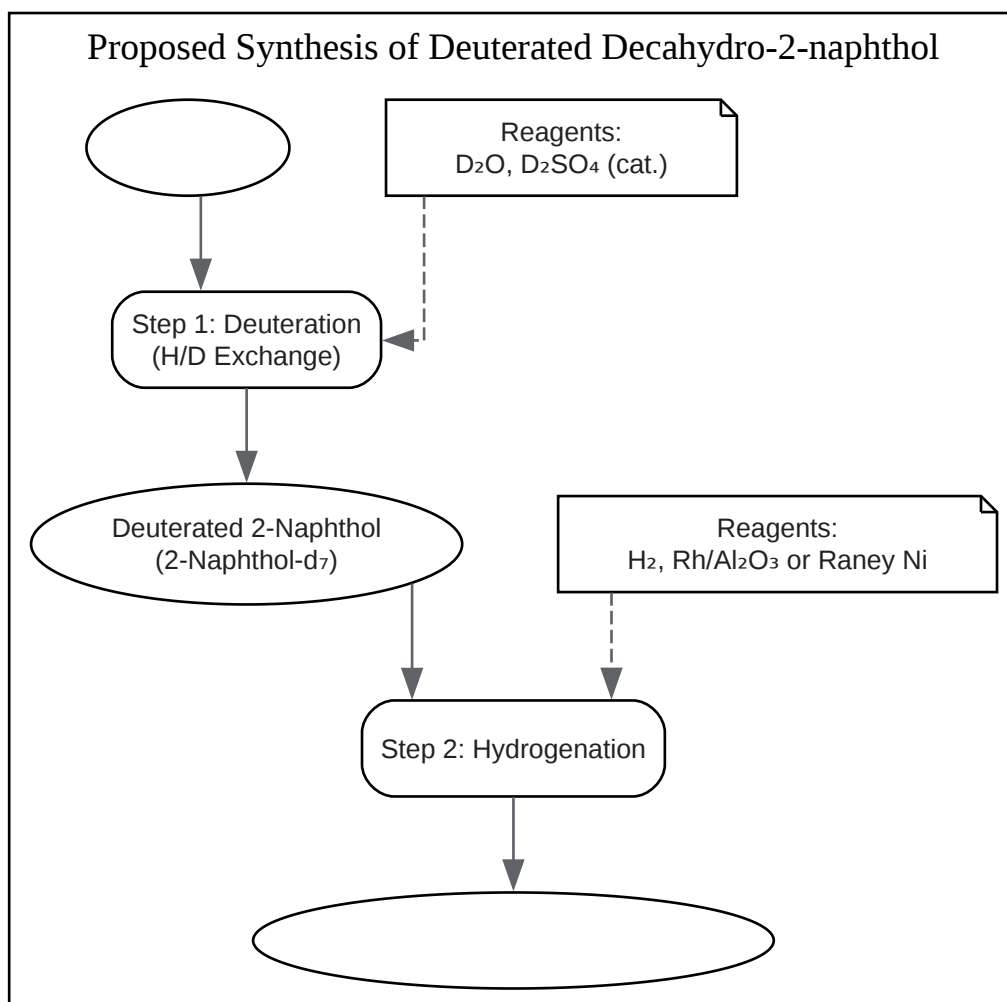 Proposed Synthesis of Deuterated Decahydro-2-naphthol
Reagents:
D₂O, D₂SO₄ (cat.)
Step 1: Deuteration
(H/D Exchange)
Deuterated 2-Naphthol
(2-Naphthol-d₇)
Reagents:
H₂, Rh/Al₂O₃ or Raney Ni
Step 2: Hydrogenation